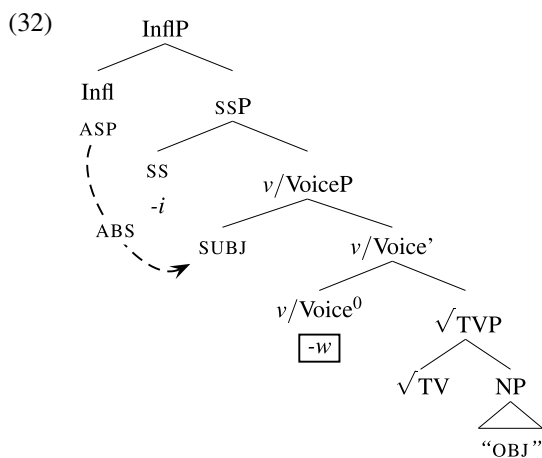 (32)
InflP
Infl
SSP
ASP
SS
v/VoiceP
-i
ABS
SUBJ
v/Voice’
v/Voice⁰
√TVP
-w
√TV
NP
“OBJ”